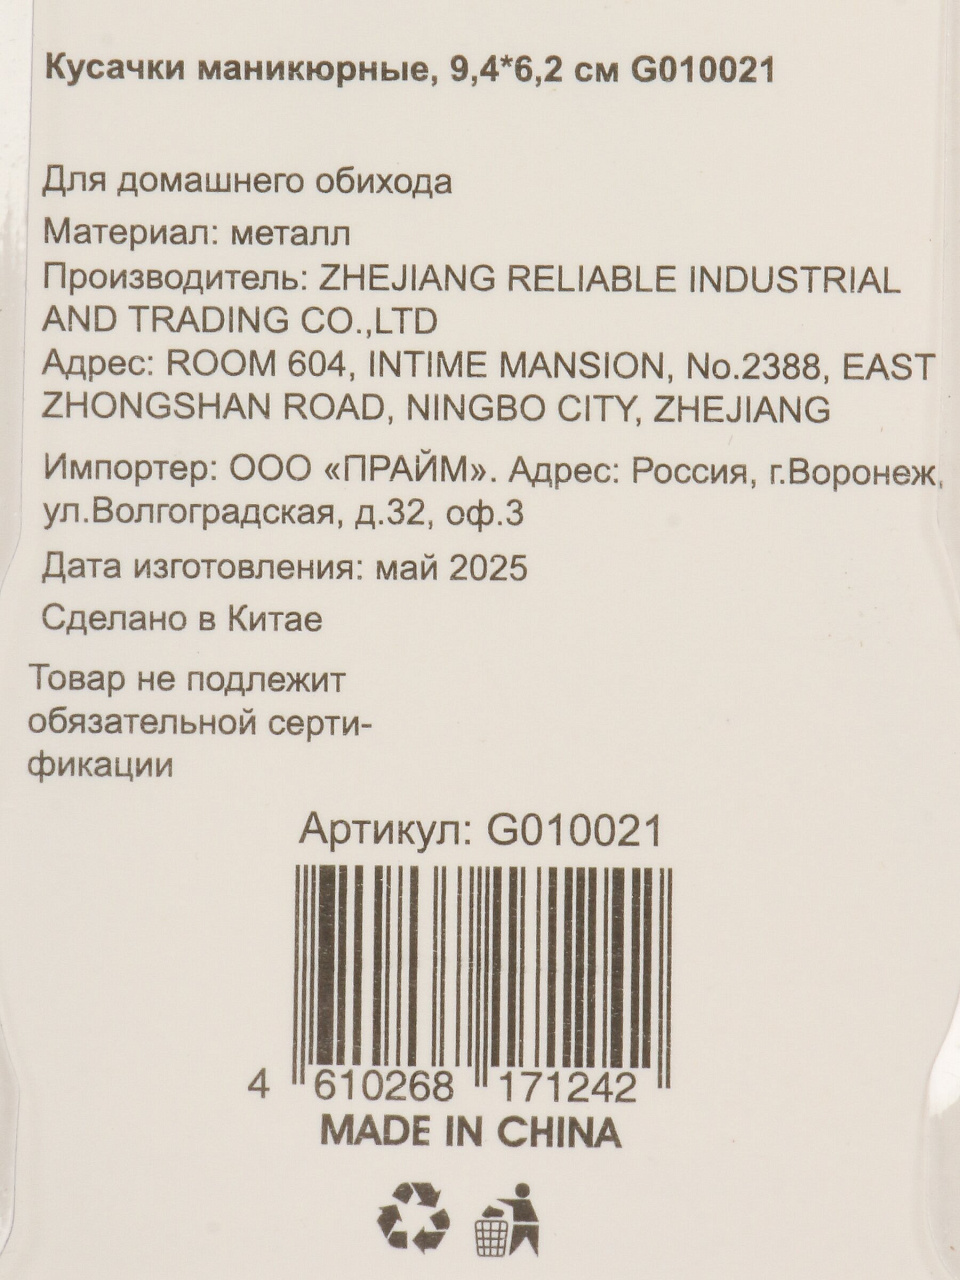 Кусачки маникюрные, 9,4*6,2 см G010021
Для домашнего обихода
Материал: металл
Производитель: ZHEJIANG RELIABLE INDUSTRIAL
AND TRADING CO.,LTD
Адрес: ROOM 604, INTIME MANSION, No.2388, EAST
ZHONGSHAN ROAD, NINGBO CITY, ZHEJIANG
Импортер: ООО «ПРАЙМ». Адрес: Россия, г.Воронеж,
ул.Волгоградская, д.32, оф.3
Дата изготовления: май 2025
Сделано в Китае
Товар не подлежит
обязательной серти-
фикации
Артикул: G010021
4 610268 171242
MADE IN CHINA